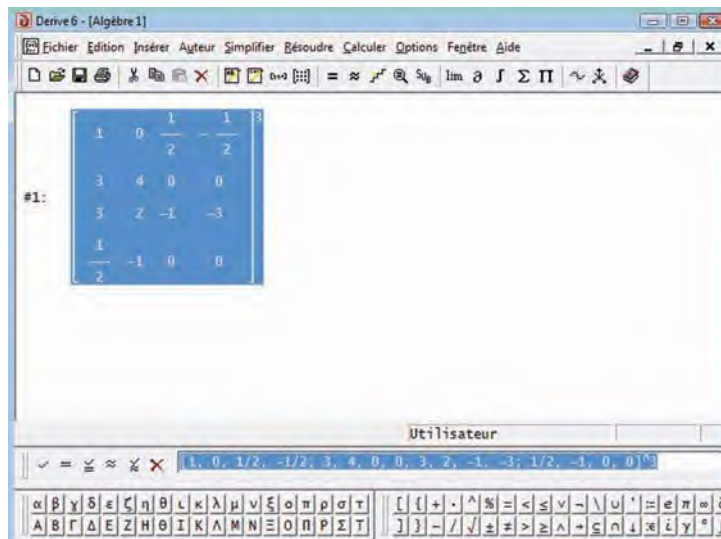 Derive 6 - [Algèbre 1]
Fichier Edition Insérer Auteur Simplifier Résoudre Calculer Options Fenêtre Aide
= ≈ Sub lim ∂ ∫ Σ Π
#1:
1 0 1/2 - 1/2 3
3 4 0 0
3 2 -1 -3
1/2 -1 0 0
Utilisateur
[1, 0, 1/2, -1/2; 3, 4, 0, 0; 3, 2, -1, -3; 1/2, -1, 0, 0]^3
α β γ δ ε ζ η θ ι κ λ μ ν ξ ο π ρ σ τ [ { + · ^ % = < ≤ ∨ ¬ \ ∪ ' := e π ∞
Α Β Γ Δ Ε Ζ Η Θ Ι Κ Λ Μ Ν Ξ Ο Π Ρ Σ Τ ] } - / √ ± ≠ > ≥ ∧ ⊆ ∩ ↓ i γ °